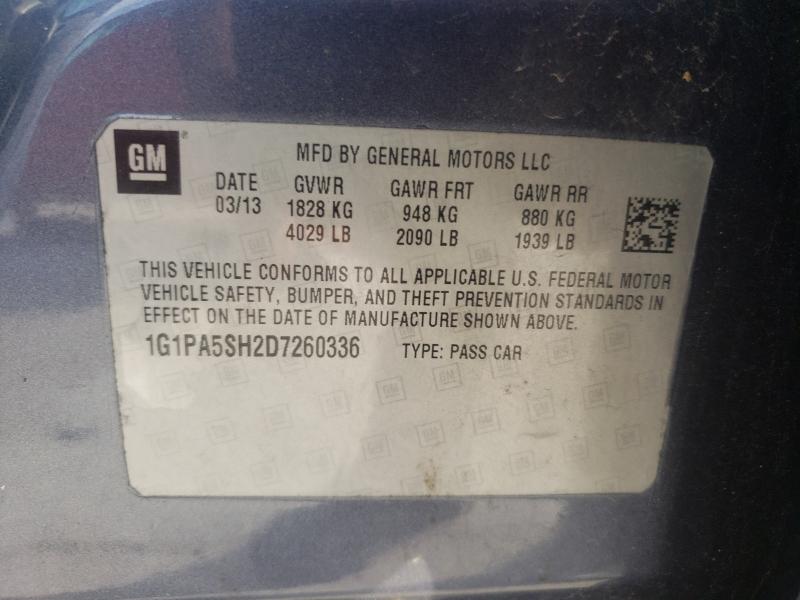 GM
MFD BY GENERAL MOTORS LLC
DATE GVWR GAWR FRT GAWR RR
03/13 1828 KG 948 KG 880 KG
4029 LB 2090 LB 1939 LB
THIS VEHICLE CONFORMS TO ALL APPLICABLE U.S. FEDERAL MOTOR
VEHICLE SAFETY, BUMPER, AND THEFT PREVENTION STANDARDS IN
EFFECT ON THE DATE OF MANUFACTURE SHOWN ABOVE.
1G1PA5SH2D7260336 TYPE: PASS CAR